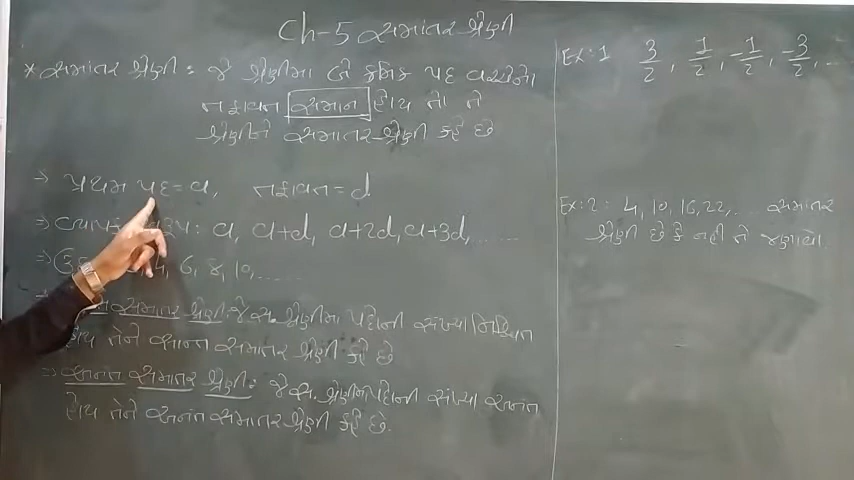 Ch-5 સમાંતર શ્રેણી
* સમાંતર શ્રેણી : જે શ્રેણીમાં બે ક્રમિક પદ વચ્ચેનો
તફાવત સમાન હોય તો તે
શ્રેણીને સમાંતર શ્રેણી કહે છે
→ પ્રથમ પદ = a, તફાવત = d
⇒ વ્યાપક : a, a+d, a+2d, a+3d, ......
⇒ 4, 6, 8, 10, ......
સમાંતર શ્રેણી : જે સ. શ્રેણીમાં પદોની સંખ્યા નિશ્ચિત
હોય તેને સાન્ત સમાંતર શ્રેણી કહે છે
⇒ અનંત સમાંતર શ્રેણી : જે સ. શ્રેણીમાં પદોની સંખ્યા અનંત
હોય તેને અનંત સમાંતર શ્રેણી કહે છે.
Ex: 1 3/2, 1/2, -1/2, -3/2, ...
Ex: 2: 4, 10, 16, 22, ... સમાંતર
શ્રેણી છે કે નહી તે જણાવો.